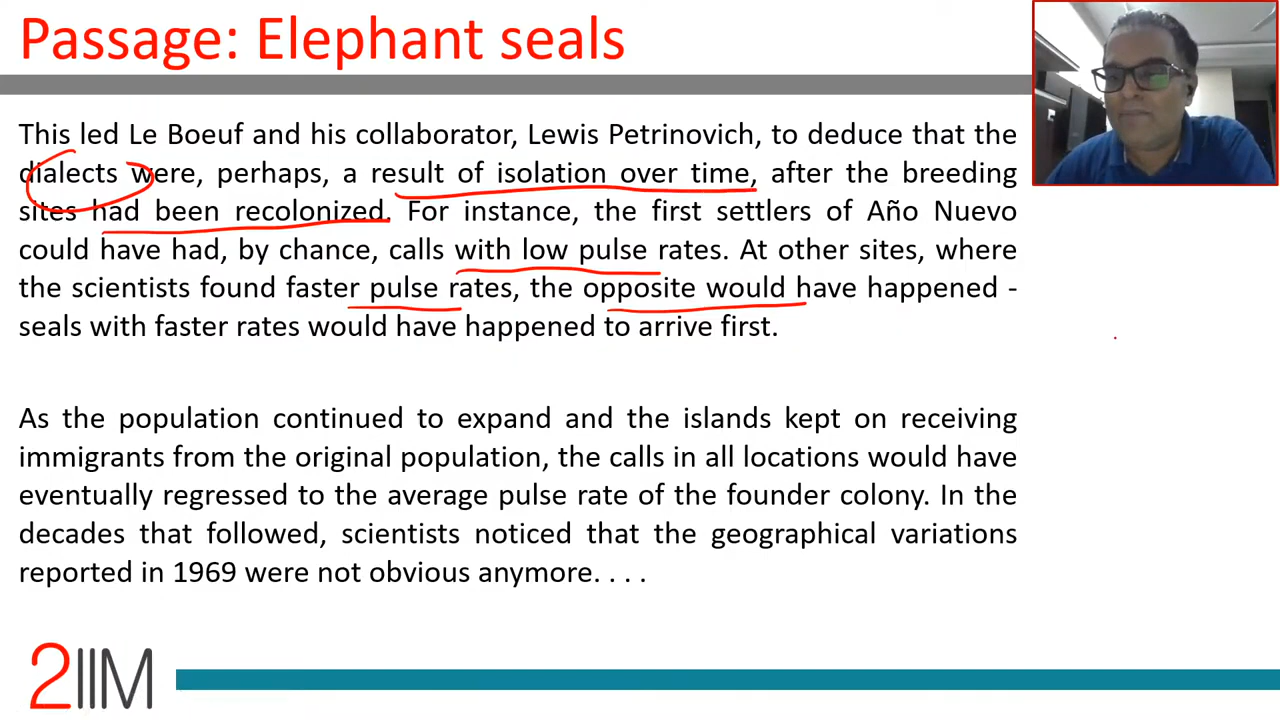 Passage: Elephant seals
This led Le Boeuf and his collaborator, Lewis Petrinovich, to deduce that the
dialects were, perhaps, a result of isolation over time, after the breeding
sites had been recolonized. For instance, the first settlers of Año Nuevo
could have had, by chance, calls with low pulse rates. At other sites, where
the scientists found faster pulse rates, the opposite would have happened -
seals with faster rates would have happened to arrive first.
As the population continued to expand and the islands kept on receiving
immigrants from the original population, the calls in all locations would have
eventually regressed to the average pulse rate of the founder colony. In the
decades that followed, scientists noticed that the geographical variations
reported in 1969 were not obvious anymore. . . .
2IIM